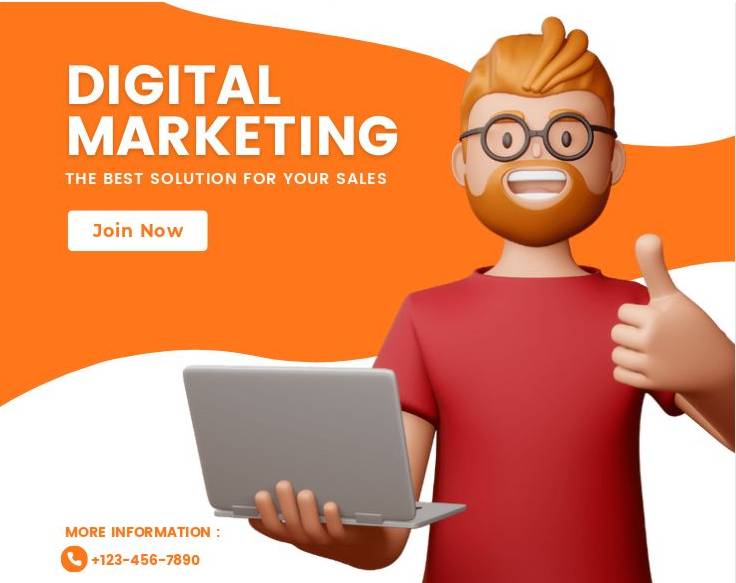 DIGITAL
MARKETING
THE BEST SOLUTION FOR YOUR SALES
Join Now
MORE INFORMATION :
+123-456-7890